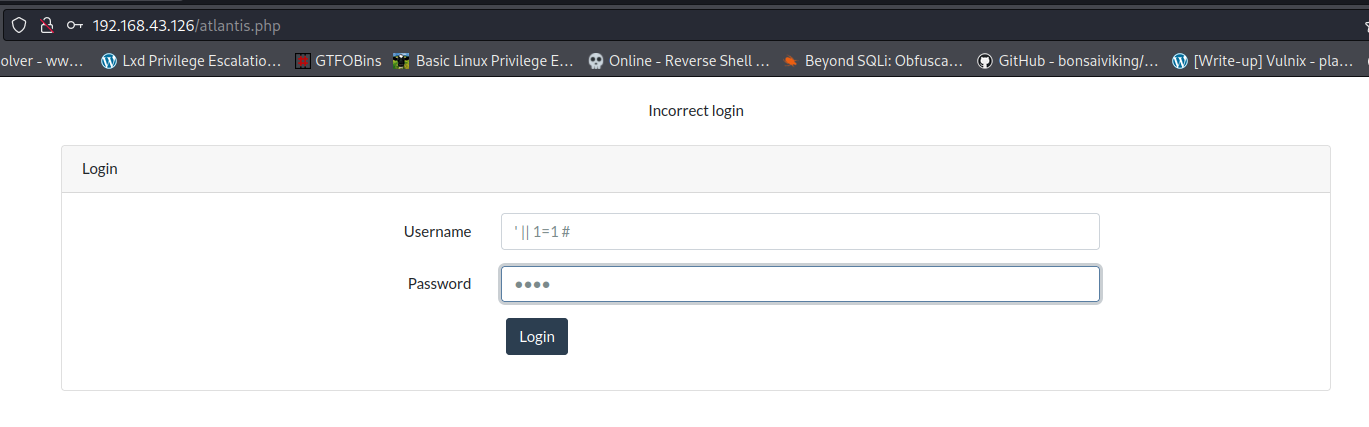 192.168.43.126/atlantis.php
olver - ww... Lxd Privilege Escalatio... GTFOBins Basic Linux Privilege E... Online - Reverse Shell ... Beyond SQLi: Obfusca... GitHub - bonsaiviking/... [Write-up] Vulnix - pla...
Incorrect login
Login
Username ' || 1=1 #
Password ••••
Login